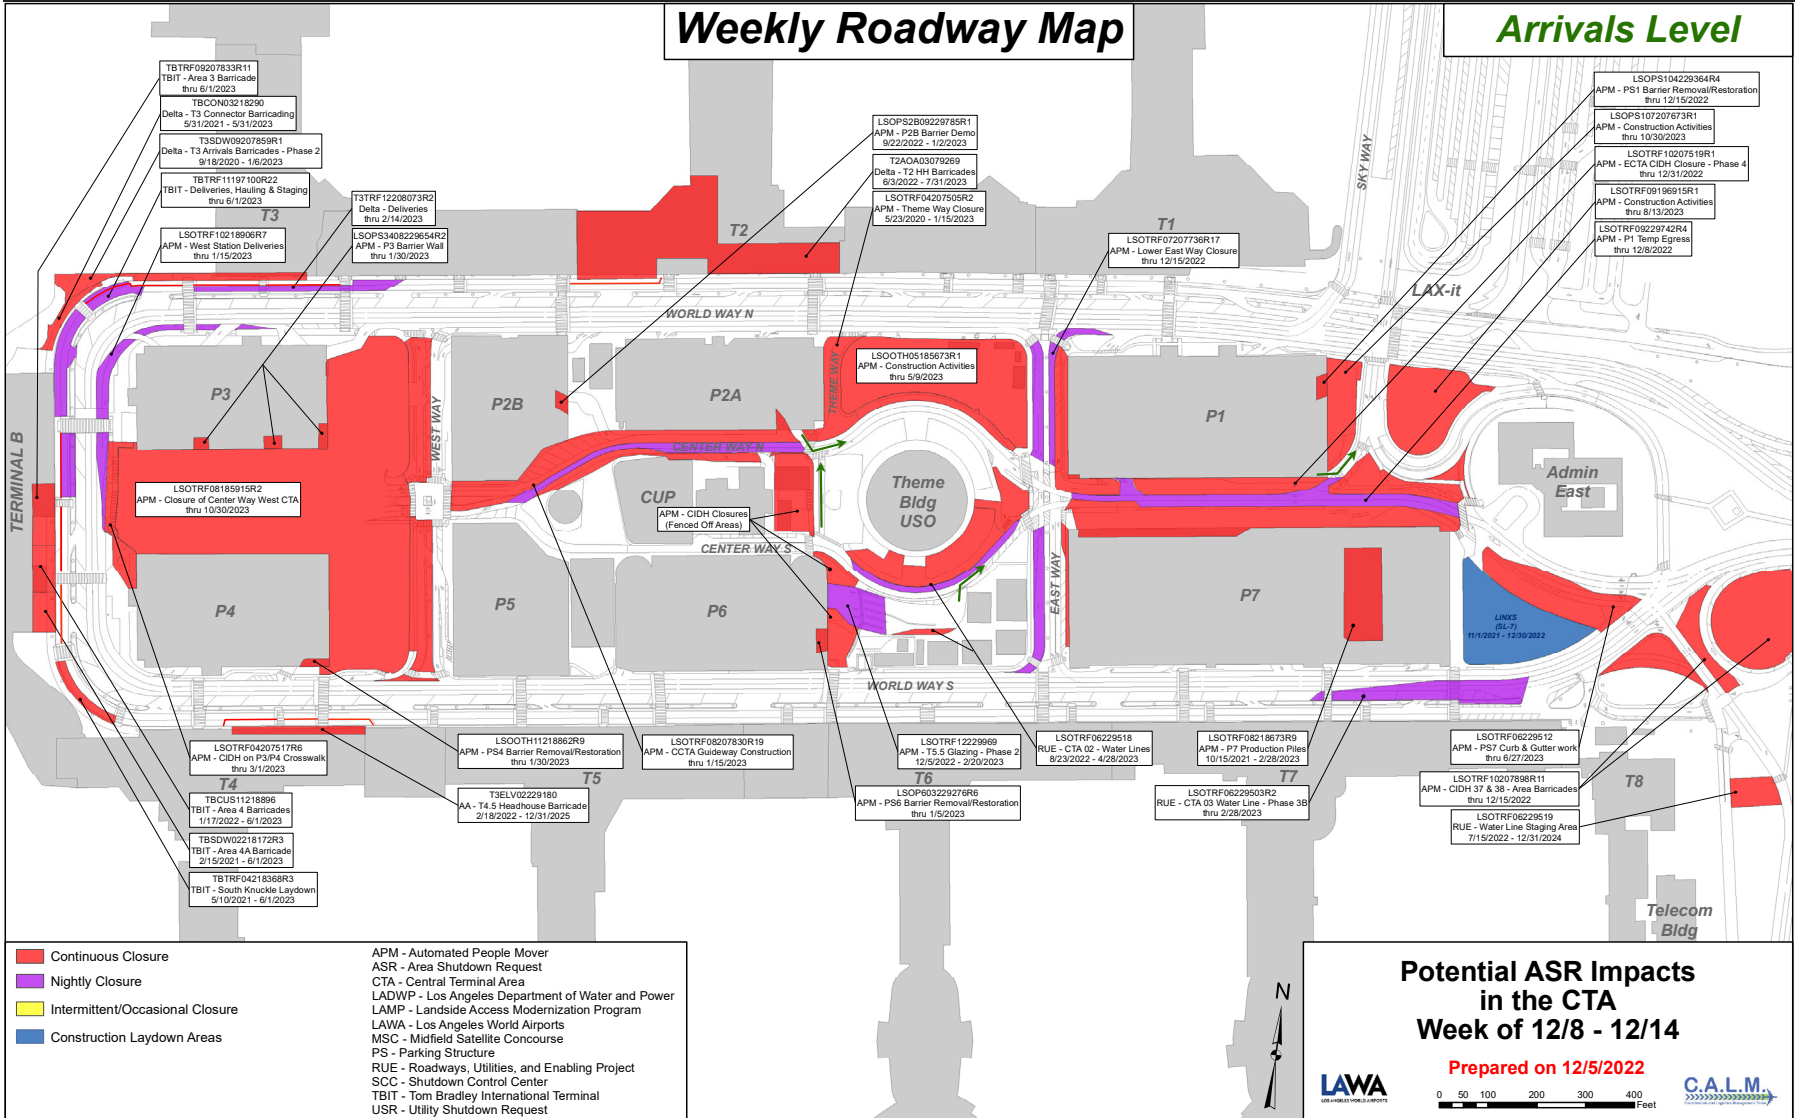 Weekly Roadway Map
Arrivals Level
TBTRF09207833R11
TBIT - Area 3 Barricade
thru 6/1/2023
TBCON03218290
Delta - T3 Connector Barricading
5/31/2021 - 5/31/2023
T3SDW09207859R1
Delta - T3 Arrivals Barricades - Phase 2
9/18/2020 - 1/6/2023
TBTRF11197100R22
TBIT - Deliveries, Hauling & Staging
thru 6/1/2023
LSOTRF10218906R7
APM - West Station Deliveries
thru 1/15/2023
T3TRF12208073R2
Delta - Deliveries
thru 2/14/2023
LSOPS3408229654R2
APM - P3 Barrier Wall
thru 1/30/2023
LSOPS2B09229785R1
APM - P2B Barrier Demo
9/22/2022 - 1/2/2023
T2AOA03079269
Delta - T2 HH Barricades
6/3/2022 - 7/31/2023
LSOTRF04207505R2
APM - Theme Way Closure
5/23/2020 - 1/15/2023
LSOTRF07207736R17
APM - Lower East Way Closure
thru 12/15/2022
LSOPS104229364R4
APM - PS1 Barrier Removal/Restoration
thru 12/15/2022
LSOPS107207673R1
APM - Construction Activities
thru 10/30/2023
LSOTRF10207519R1
APM - ECTA CIDH Closure - Phase 4
thru 12/31/2022
LSOTRF09196915R1
APM - Construction Activities
thru 8/13/2023
LSOTRF09229742R4
APM - P1 Temp Egress
thru 12/8/2022
T3
T2
T1
SKY WAY
LAX-it
WORLD WAY N
LSOOTH05185673R1
APM - Construction Activities
thru 5/9/2023
THEME WAY
P3
P2B
P2A
P1
WEST WAY
CENTER WAY N
TERMINAL B
LSOTRF08185915R2
APM - Closure of Center Way West CTA
thru 10/30/2023
CUP
Theme
Bldg
USO
Admin
East
APM - CIDH Closures
(Fenced Off Areas)
CENTER WAY S
EAST WAY
P4
P5
P6
P7
LINXS
(SL-7)
11/1/2021 - 12/30/2022
WORLD WAY S
LSOTRF04207517R6
APM - CIDH on P3/P4 Crosswalk
thru 3/1/2023
LSOOTH11218862R9
APM - PS4 Barrier Removal/Restoration
thru 1/30/2023
LSOTRF08207830R19
APM - CCTA Guideway Construction
thru 1/15/2023
LSOTRF12229969
APM - T5.5 Glazing - Phase 2
12/5/2022 - 2/20/2023
LSOTRF06229518
RUE - CTA 02 - Water Lines
8/23/2022 - 4/28/2023
LSOTRF08218673R9
APM - P7 Production Piles
10/15/2021 - 2/28/2023
LSOTRF06229512
APM - PS7 Curb & Gutter work
thru 6/27/2023
T4
T5
T6
T7
T8
TBCUS11218896
TBIT - Area 4 Barricades
1/17/2022 - 6/1/2023
T3ELV02229180
AA - T4.5 Headhouse Barricade
2/18/2022 - 12/31/2025
LSOP603229276R6
APM - PS6 Barrier Removal/Restoration
thru 1/5/2023
LSOTRF06229503R2
RUE - CTA 03 Water Line - Phase 3B
thru 2/28/2023
LSOTRF10207898R11
APM - CIDH 37 & 38 - Area Barricades
thru 12/15/2022
LSOTRF06229519
RUE - Water Line Staging Area
7/15/2022 - 12/31/2024
TBSDW02218172R3
TBIT - Area 4A Barricade
2/15/2021 - 6/1/2023
TBTRF04218368R3
TBIT - South Knuckle Laydown
5/10/2021 - 6/1/2023
Telecom
Bldg
Continuous Closure
Nightly Closure
Intermittent/Occasional Closure
Construction Laydown Areas
APM - Automated People Mover
ASR - Area Shutdown Request
CTA - Central Terminal Area
LADWP - Los Angeles Department of Water and Power
LAMP - Landside Access Modernization Program
LAWA - Los Angeles World Airports
MSC - Midfield Satellite Concourse
PS - Parking Structure
RUE - Roadways, Utilities, and Enabling Project
SCC - Shutdown Control Center
TBIT - Tom Bradley International Terminal
USR - Utility Shutdown Request
N
Potential ASR Impacts
in the CTA
Week of 12/8 - 12/14
Prepared on 12/5/2022
LAWA
LOS ANGELES WORLD AIRPORTS
0 50 100 200 300 400
Feet
C.A.L.M.